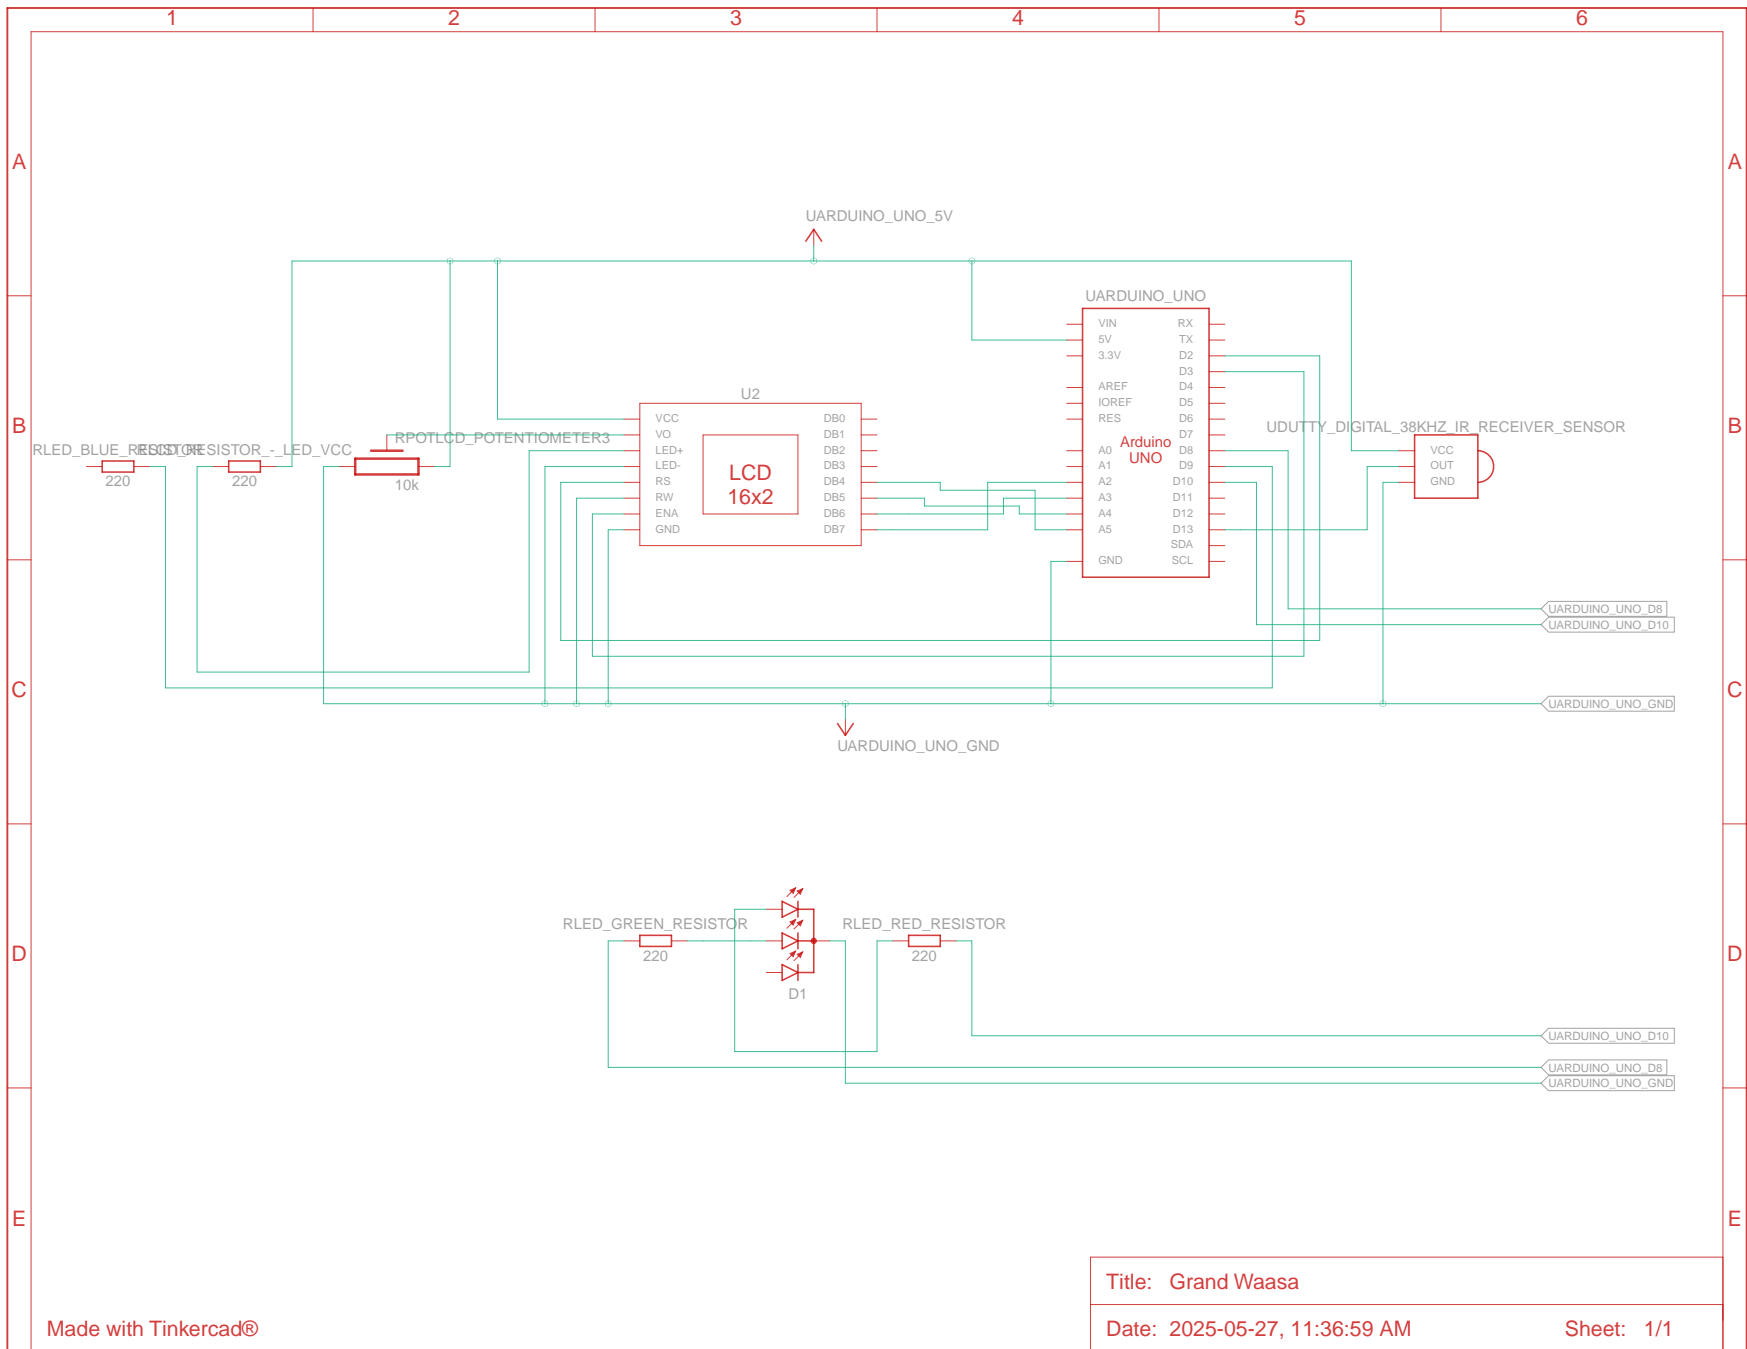 1 2 3 4 5 6
A A
UARDUINO_UNO_5V
UARDUINO_UNO
VIN RX
5V TX
3.3V D2
D3
AREF D4
IOREF D5
RES D6
D7
A0 D8
A1 D9
A2 D10
A3 D11
A4 D12
A5 D13
SDA
GND SCL
Arduino
UNO
U2
VCC DB0
VO DB1
LED+ DB2
LED- DB3
RS DB4
RW DB5
ENA DB6
GND DB7
LCD
16x2
B B
UDUTTY_DIGITAL_38KHZ_IR_RECEIVER_SENSOR
VCC
OUT
GND
RPOTLCD_POTENTIOMETER3
10k
RLED_BLUE_RESISTOR
220
RLCD_RESISTOR_-_LED_VCC
220
UARDUINO_UNO_D8
UARDUINO_UNO_D10
C C
UARDUINO_UNO_GND
UARDUINO_UNO_GND
RLED_GREEN_RESISTOR
220
RLED_RED_RESISTOR
220
D1
D D
UARDUINO_UNO_D10
UARDUINO_UNO_D8
UARDUINO_UNO_GND
E E
Title: Grand Waasa
Made with Tinkercad®
Date: 2025-05-27, 11:36:59 AM Sheet: 1/1